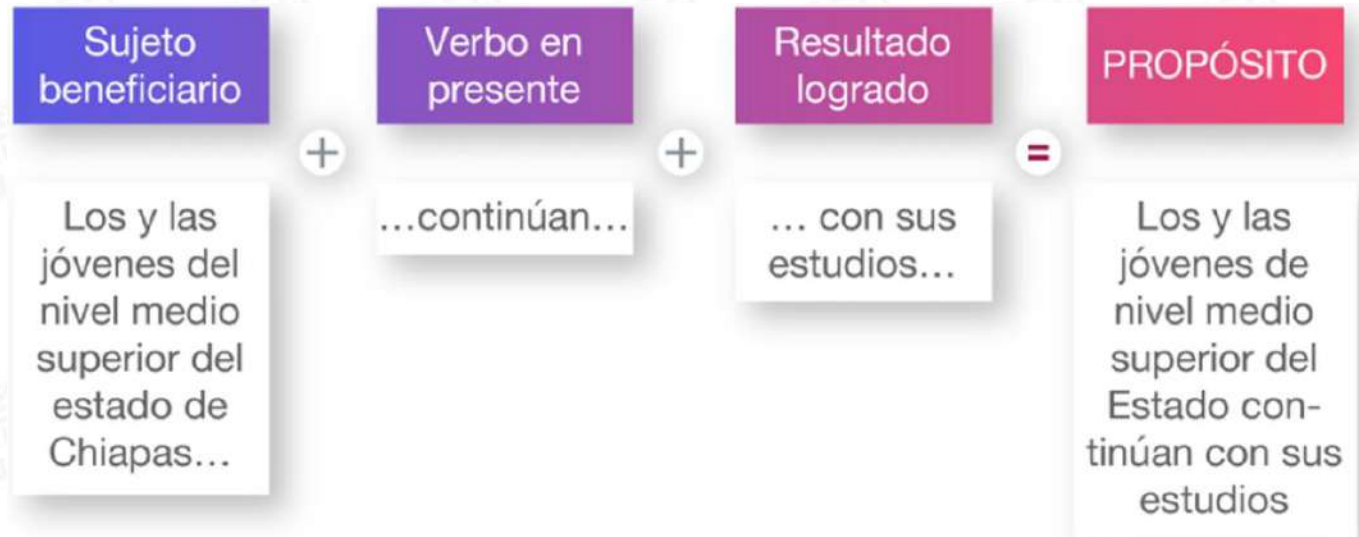 Sujeto
beneficiario
Verbo en
presente
Resultado
logrado
PROPÓSITO
+
+
=
Los y las
jóvenes del
nivel medio
superior del
estado de
Chiapas...
...continúan...
... con sus
estudios...
Los y las
jóvenes de
nivel medio
superior del
Estado con-
tinúan con sus
estudios